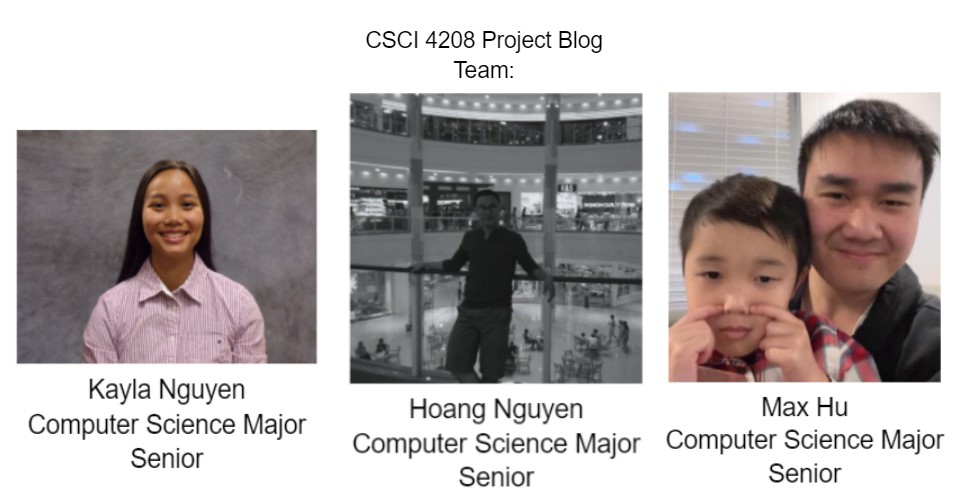 CSCI 4208 Project Blog
Team:
Kayla Nguyen
Computer Science Major
Senior
Hoang Nguyen
Computer Science Major
Senior
Max Hu
Computer Science Major
Senior